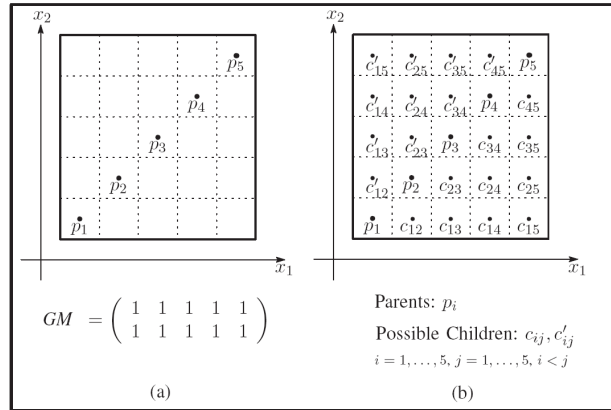 x₂
p₅
p₄
p₃
p₂
p₁
x₁
GM = ( 1 1 1 1 1
1 1 1 1 1 )
(a)
x₂
c′₁₅ c′₂₅ c′₃₅ c′₄₅ p₅
c′₁₄ c′₂₄ c′₃₄ p₄ c₄₅
c′₁₃ c′₂₃ p₃ c₃₄ c₃₅
c′₁₂ p₂ c₂₃ c₂₄ c₂₅
p₁ c₁₂ c₁₃ c₁₄ c₁₅
x₁
Parents: pᵢ
Possible Children: cᵢⱼ, c′ᵢⱼ
i = 1, . . . , 5, j = 1, . . . , 5, i < j
(b)